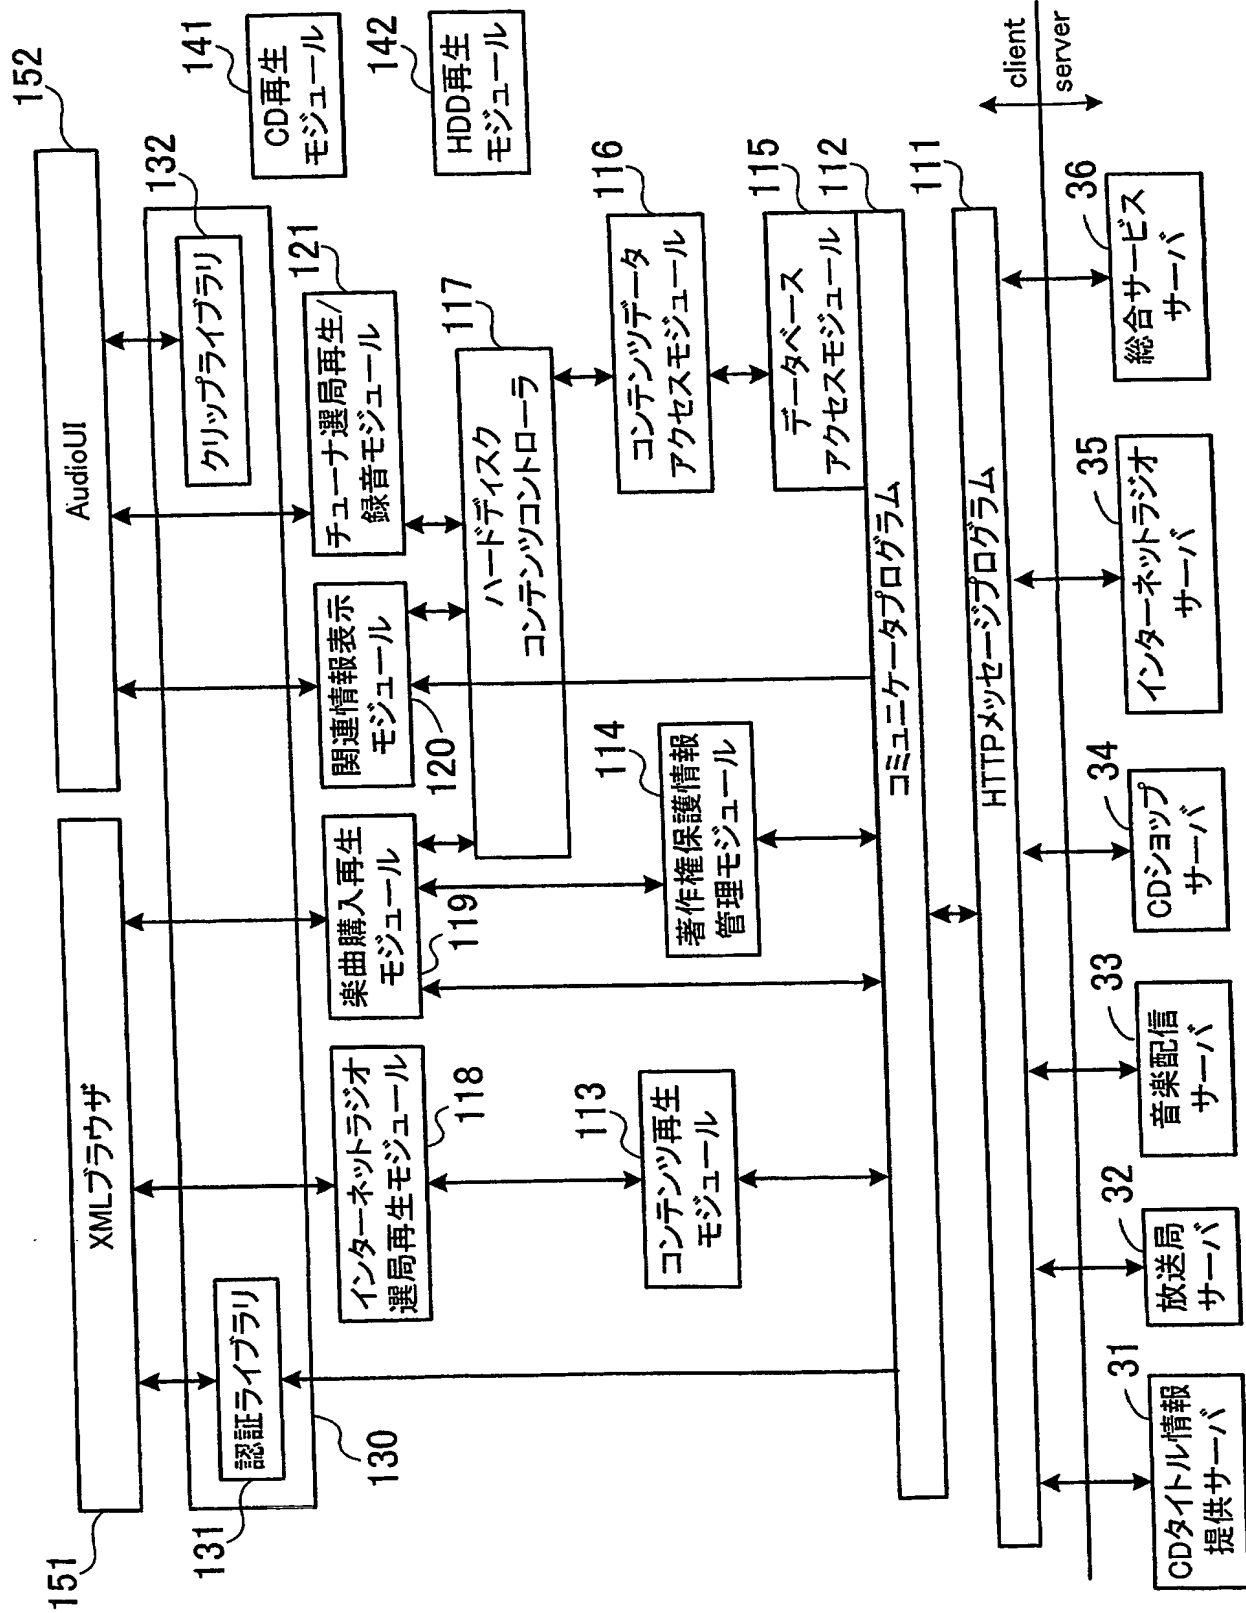 151
XMLブラウザ
AudioUI
152
131
認証ライブラリ
130
クリップライブラリ
132
CD再生
モジュール
141
インターネットラジオ
選局再生モジュール
118
楽曲購入再生
モジュール
119
関連情報表示
モジュール
120
チューナ選局再生/
録音モジュール
121
HDD再生
モジュール
142
ハードディスク
コンテンツコントローラ
117
コンテンツ再生
モジュール
113
著作権保護情報
管理モジュール
114
コンテンツデータ
アクセスモジュール
116
データベース
アクセスモジュール
115
コミュニケータプログラム
112
HTTPメッセージプログラム
111
client
server
CDタイトル情報
提供サーバ
31
放送局
サーバ
32
音楽配信
サーバ
33
CDショップ
サーバ
34
インターネットラジオ
サーバ
35
総合サービス
サーバ
36